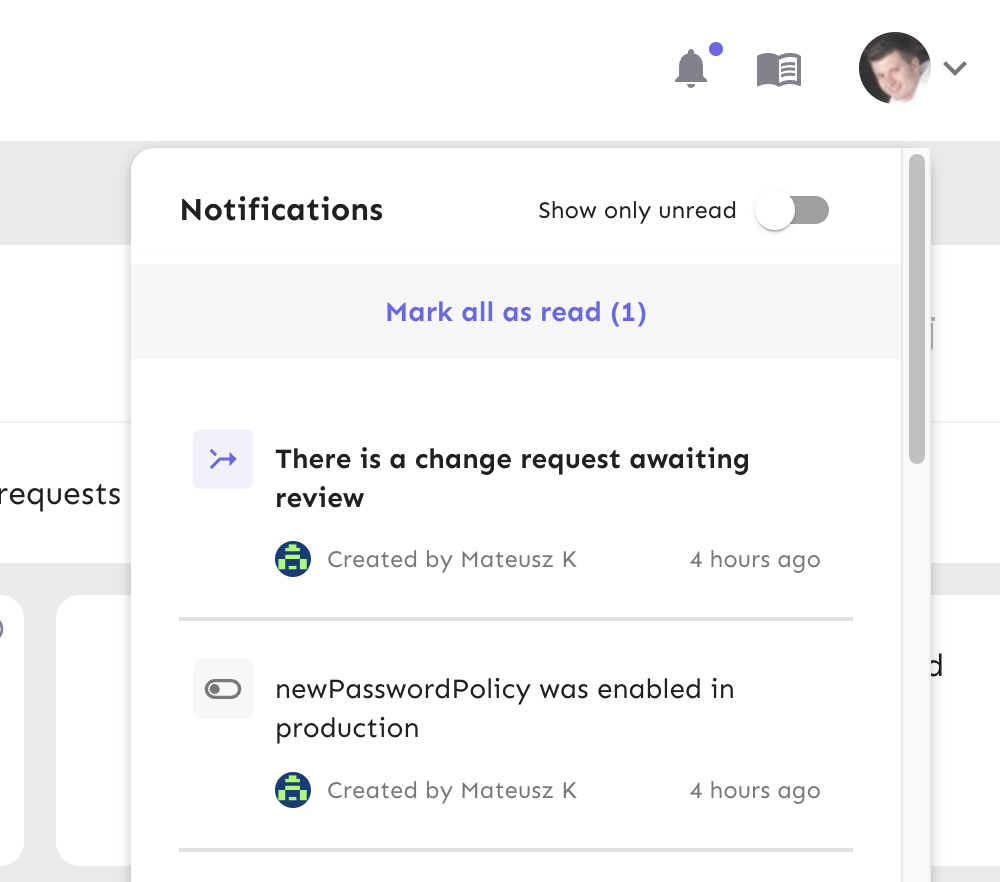 Notifications
Show only unread
Mark all as read (1)
requests
There is a change request awaiting
review
Created by Mateusz K
4 hours ago
newPasswordPolicy was enabled in
production
Created by Mateusz K
4 hours ago